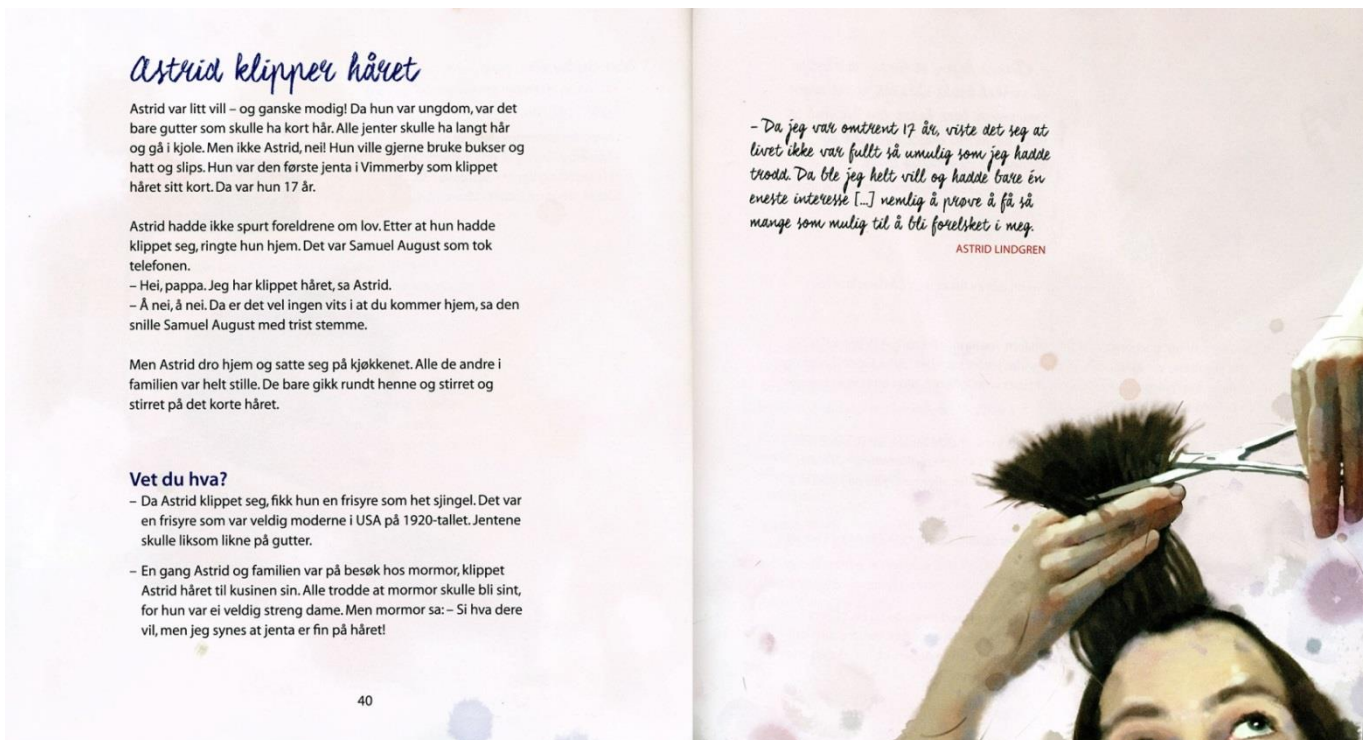 Astrid klipper håret
Astrid var litt vill – og ganske modig! Da hun var ungdom, var det
bare gutter som skulle ha kort hår. Alle jenter skulle ha langt hår
og gå i kjole. Men ikke Astrid, nei! Hun ville gjerne bruke bukser og
hatt og slips. Hun var den første jenta i Vimmerby som klippet
håret sitt kort. Da var hun 17 år.
Astrid hadde ikke spurt foreldrene om lov. Etter at hun hadde
klippet seg, ringte hun hjem. Det var Samuel August som tok
telefonen.
– Hei, pappa. Jeg har klippet håret, sa Astrid.
– Å nei, å nei. Da er det vel ingen vits i at du kommer hjem, sa den
snille Samuel August med trist stemme.
Men Astrid dro hjem og satte seg på kjøkkenet. Alle de andre i
familien var helt stille. De bare gikk rundt henne og stirret og
stirret på det korte håret.
Vet du hva?
– Da Astrid klippet seg, fikk hun en frisyre som het sjingel. Det var
en frisyre som var veldig moderne i USA på 1920-tallet. Jentene
skulle liksom likne på gutter.
– En gang Astrid og familien var på besøk hos mormor, klippet
Astrid håret til kusinen sin. Alle trodde at mormor skulle bli sint,
for hun var ei veldig streng dame. Men mormor sa: – Si hva dere
vil, men jeg synes at jenta er fin på håret!
40
– Da jeg var omtrent 17 år, viste det seg at
livet ikke var fullt så umulig som jeg hadde
trodd. Da ble jeg helt vill og hadde bare én
eneste interesse [...] nemlig å prøve å få så
mange som mulig til å bli forelsket i meg.
ASTRID LINDGREN